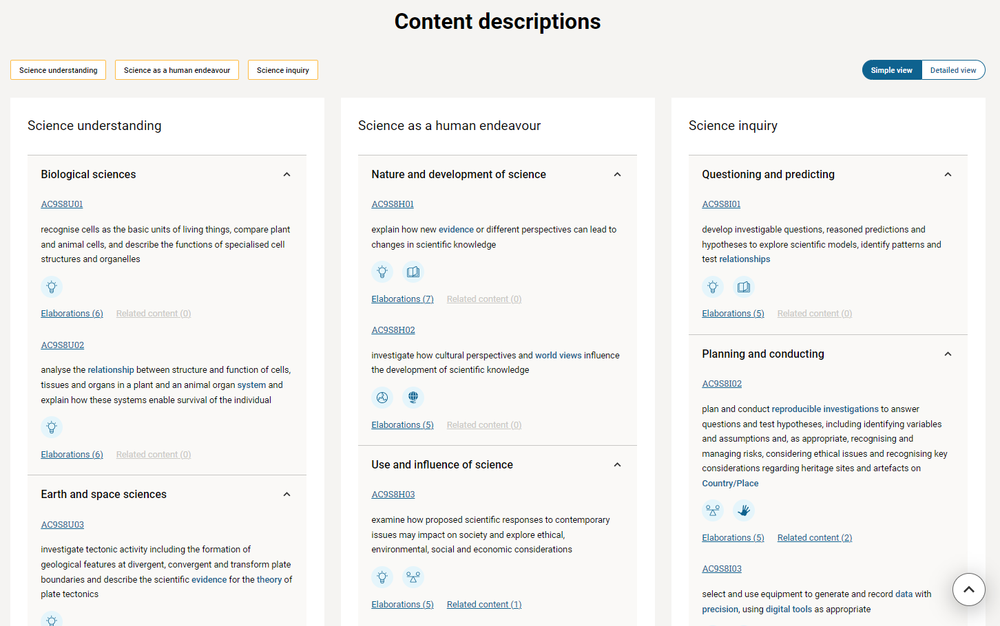 Content descriptions
Science understanding
Science as a human endeavour
Science inquiry
Simple view
Detailed view
Science understanding
Biological sciences
AC9S8U01
recognise cells as the basic units of living things, compare plant
and animal cells, and describe the functions of specialised cell
structures and organelles
Elaborations (6)
Related content (0)
AC9S8U02
analyse the relationship between structure and function of cells,
tissues and organs in a plant and an animal organ system and
explain how these systems enable survival of the individual
Elaborations (6)
Related content (0)
Earth and space sciences
AC9S8U03
investigate tectonic activity including the formation of
geological features at divergent, convergent and transform plate
boundaries and describe the scientific evidence for the theory of
plate tectonics
Science as a human endeavour
Nature and development of science
AC9S8H01
explain how new evidence or different perspectives can lead to
changes in scientific knowledge
Elaborations (7)
Related content (0)
AC9S8H02
investigate how cultural perspectives and world views influence
the development of scientific knowledge
Elaborations (5)
Related content (0)
Use and influence of science
AC9S8H03
examine how proposed scientific responses to contemporary
issues may impact on society and explore ethical,
environmental, social and economic considerations
Elaborations (5)
Related content (1)
Science inquiry
Questioning and predicting
AC9S8I01
develop investigable questions, reasoned predictions and
hypotheses to explore scientific models, identify patterns and
test relationships
Elaborations (5)
Related content (0)
Planning and conducting
AC9S8I02
plan and conduct reproducible investigations to answer
questions and test hypotheses, including identifying variables
and assumptions and, as appropriate, recognising and
managing risks, considering ethical issues and recognising key
considerations regarding heritage sites and artefacts on
Country/Place
Elaborations (5)
Related content (2)
AC9S8I03
select and use equipment to generate and record data with
precision, using digital tools as appropriate